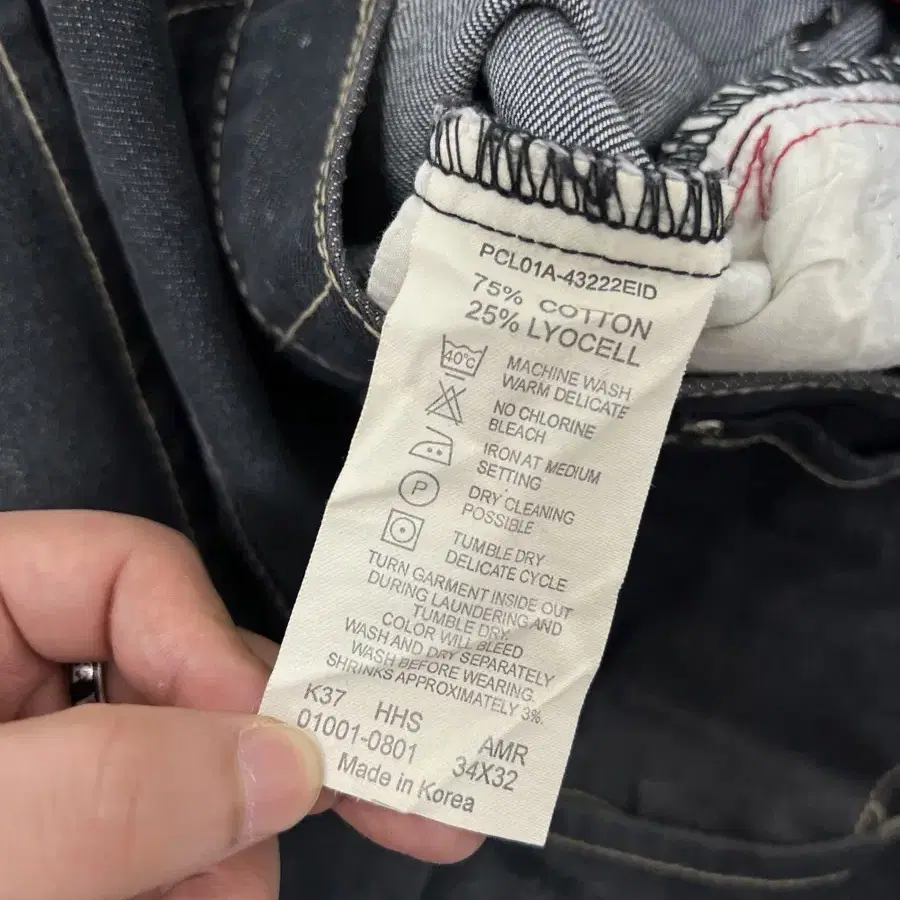 PCL01A-43222EID
75% COTTON
25% LYOCELL
40°C
MACHINE WASH
WARM DELICATE
NO CHLORINE
BLEACH
IRON AT MEDIUM
SETTING
P
DRY CLEANING
POSSIBLE
TUMBLE DRY
DELICATE CYCLE
TURN GARMENT INSIDE OUT
DURING LAUNDERING AND
TUMBLE DRY.
COLOR WILL BLEED
WASH AND DRY SEPARATELY
WASH BEFORE WEARING.
SHRINKS APPROXIMATELY 3%.
K37 HHS AMR
01001-0801 34X32
Made in Korea